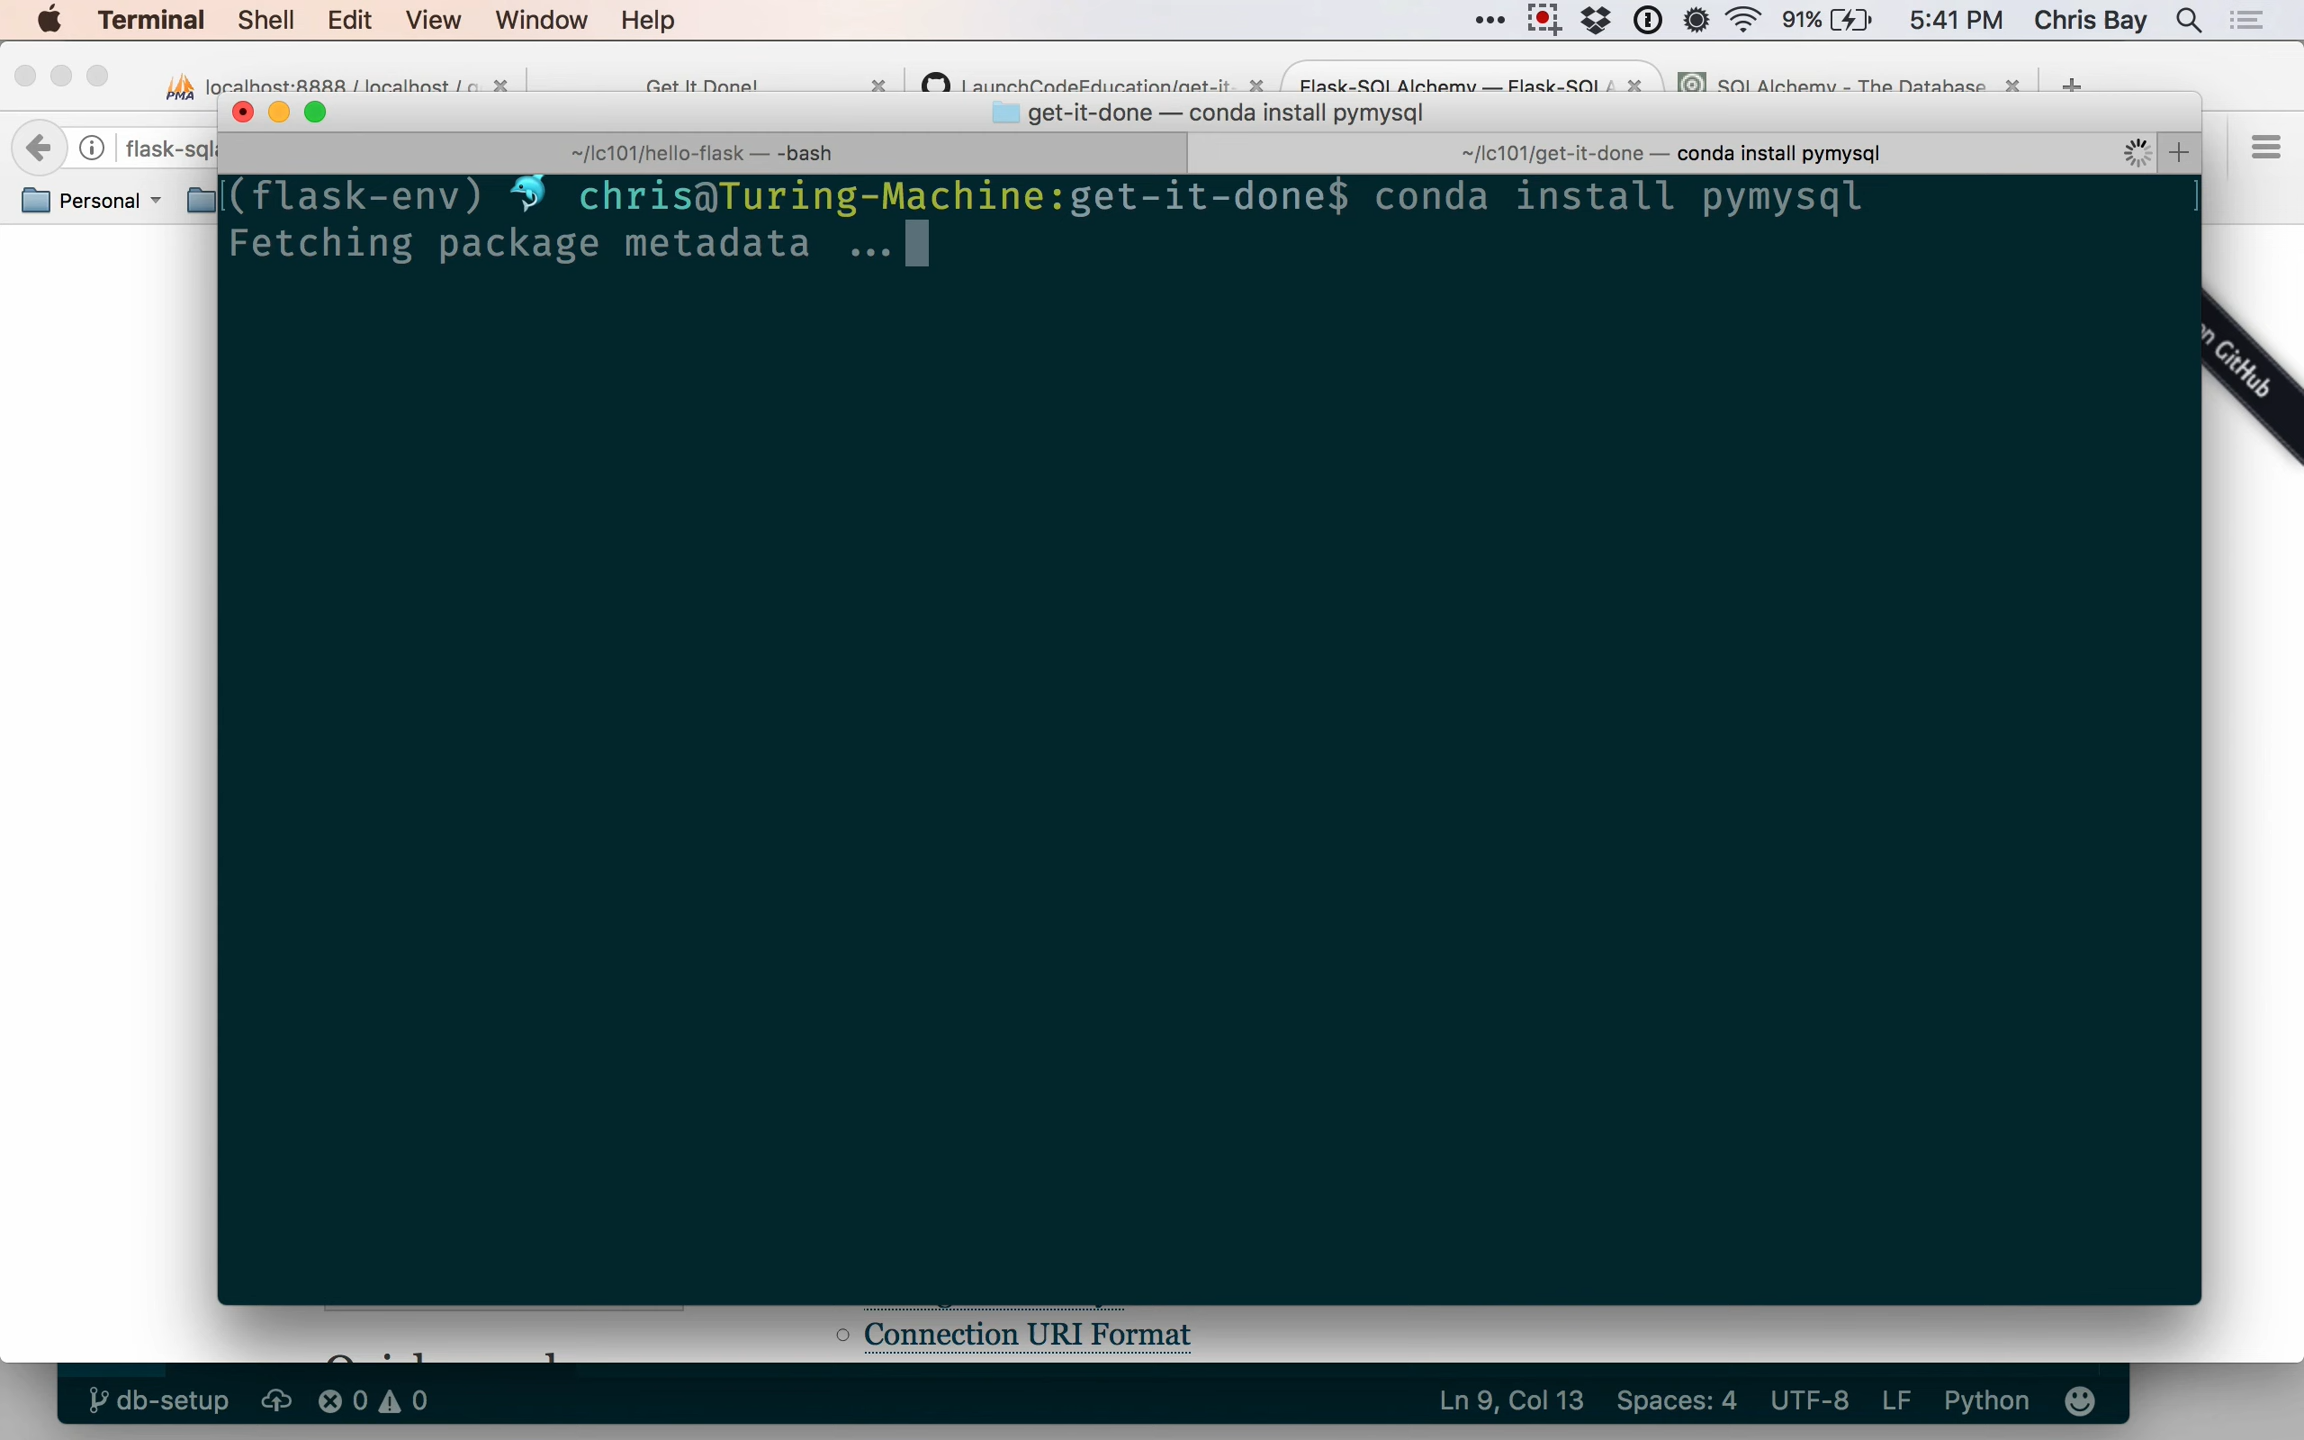 Terminal Shell Edit View Window Help ••• 91% 5:41 PM Chris Bay
PMA localhost:8888 / localhost / g Get It Done! LaunchCodeEducation/get-it- Flask-SQLAlchemy — Flask-SQLA SQLAlchemy - The Database
get-it-done — conda install pymysql
flask-sqla
~/lc101/hello-flask — -bash ~/lc101/get-it-done — conda install pymysql
Personal
(flask-env) 🐬 chris@Turing-Machine:get-it-done$ conda install pymysql
Fetching package metadata ...
on GitHub
Connection URI Format
db-setup 0 0 Ln 9, Col 13 Spaces: 4 UTF-8 LF Python